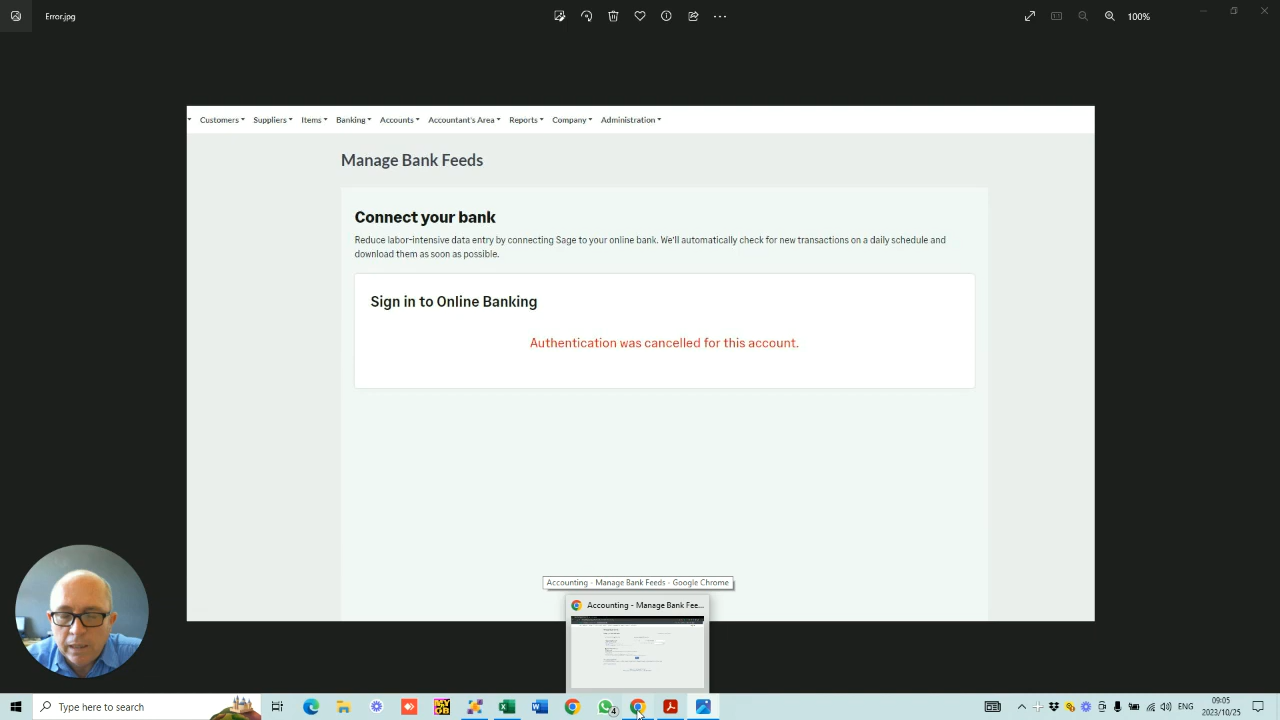 Error.jpg
100%
Customers Suppliers Items Banking Accounts Accountant's Area Reports Company Administration
Manage Bank Feeds
Connect your bank
Reduce labor-intensive data entry by connecting Sage to your online bank. We'll automatically check for new transactions on a daily schedule and
download them as soon as possible.
Sign in to Online Banking
Authentication was cancelled for this account.
Accounting - Manage Bank Feeds - Google Chrome
Accounting - Manage Bank Fee...
Type here to search
4
ENG
09:05
2023/10/25